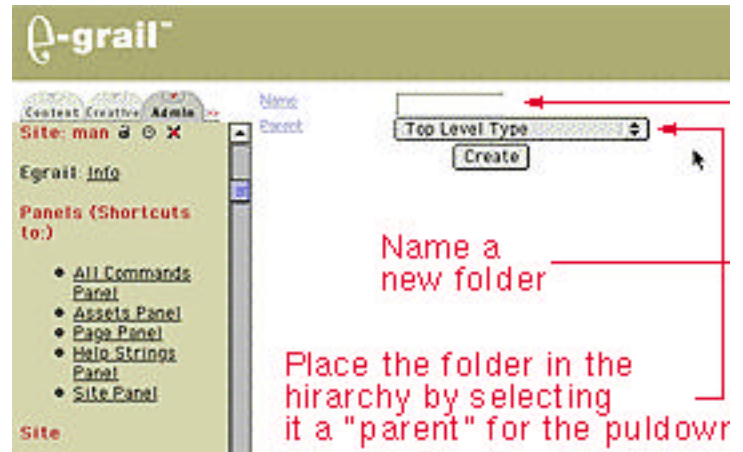 e-grail™
Content Creative Admin >>
Site: man
Egrail: Info
Panels (Shortcuts
to:)
All Commands
Panel
Assets Panel
Page Panel
Help Strings
Panel
Site Panel
Site
Name
Parent
Top Level Type
Create
Name a
new folder
Place the folder in the
hirarchy by selecting
it a "parent" for the puldown